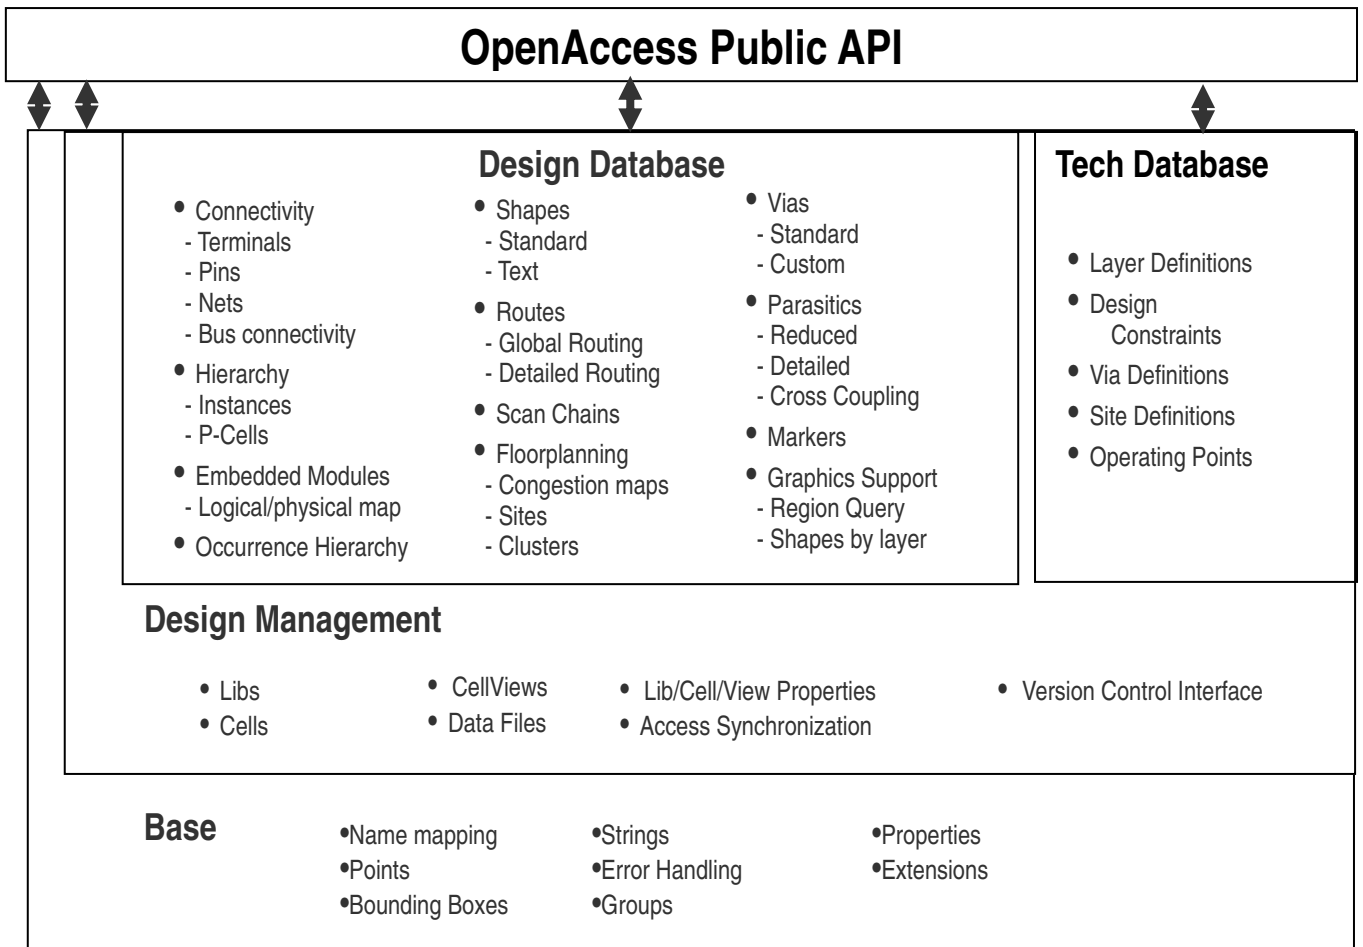 OpenAccess Public API
Design Database
• Connectivity
- Terminals
- Pins
- Nets
- Bus connectivity
• Hierarchy
- Instances
- P-Cells
• Embedded Modules
- Logical/physical map
• Occurrence Hierarchy
• Shapes
- Standard
- Text
• Routes
- Global Routing
- Detailed Routing
• Scan Chains
• Floorplanning
- Congestion maps
- Sites
- Clusters
• Vias
- Standard
- Custom
• Parasitics
- Reduced
- Detailed
- Cross Coupling
• Markers
• Graphics Support
- Region Query
- Shapes by layer
Tech Database
• Layer Definitions
• Design
Constraints
• Via Definitions
• Site Definitions
• Operating Points
Design Management
• Libs
• Cells
• CellViews
• Data Files
• Lib/Cell/View Properties
• Access Synchronization
• Version Control Interface
Base
•Name mapping
•Points
•Bounding Boxes
•Strings
•Error Handling
•Groups
•Properties
•Extensions